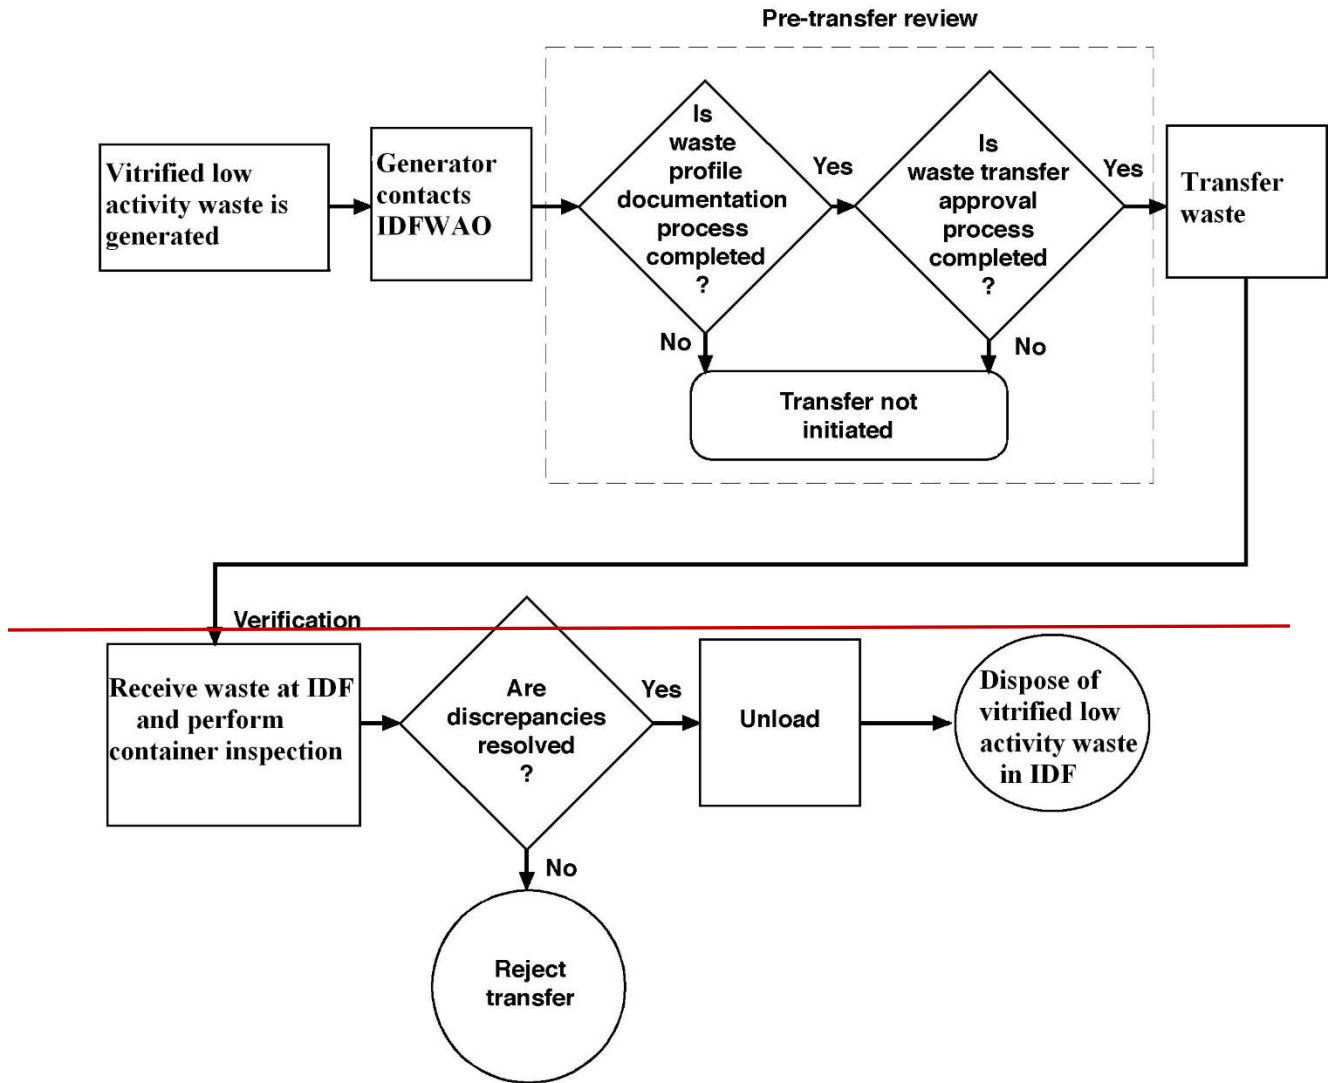 Pre-transfer review
Vitrified low
activity waste is
generated
Generator
contacts
IDFWAO
Is
waste
profile
documentation
process
completed
?
Yes
No
Is
waste transfer
approval
process
completed
?
Yes
No
Transfer
waste
Transfer not
initiated
Verification
Receive waste at IDF
and perform
container inspection
Are
discrepancies
resolved
?
Yes
No
Unload
Dispose of
vitrified low
activity waste
in IDF
Reject
transfer